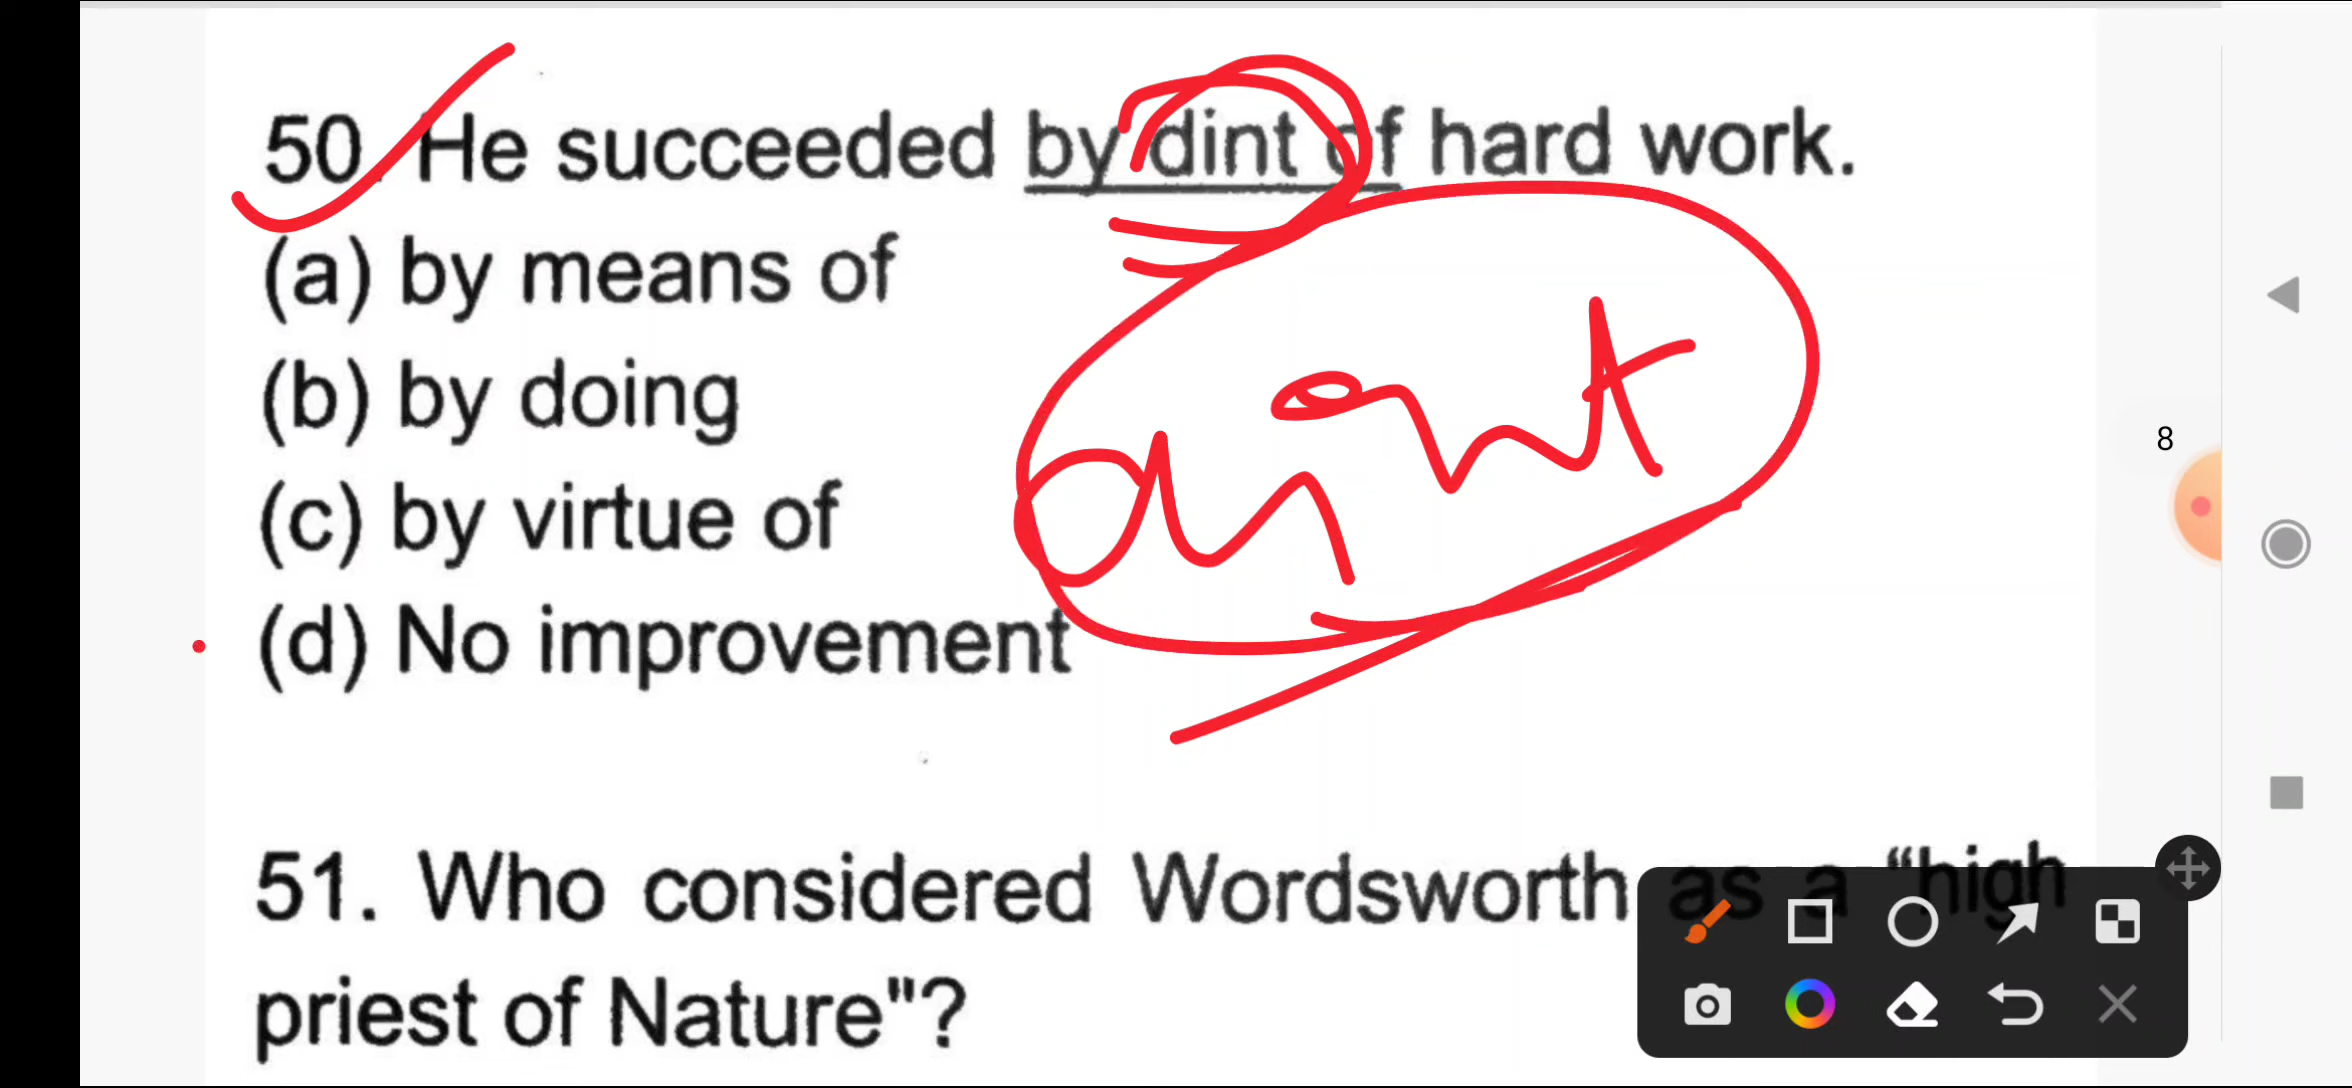 50. He succeeded by dint of hard work.
(a) by means of
(b) by doing
(c) by virtue of
(d) No improvement
dint
8
51. Who considered Wordsworth as a “high
priest of Nature"?